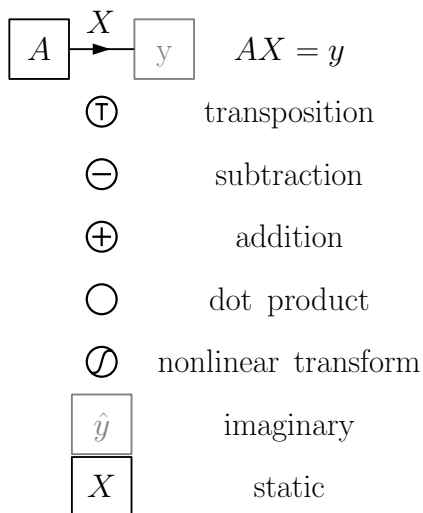 X
A y AX = y
T transposition
− subtraction
+ addition
dot product
nonlinear transform
ŷ imaginary
X static